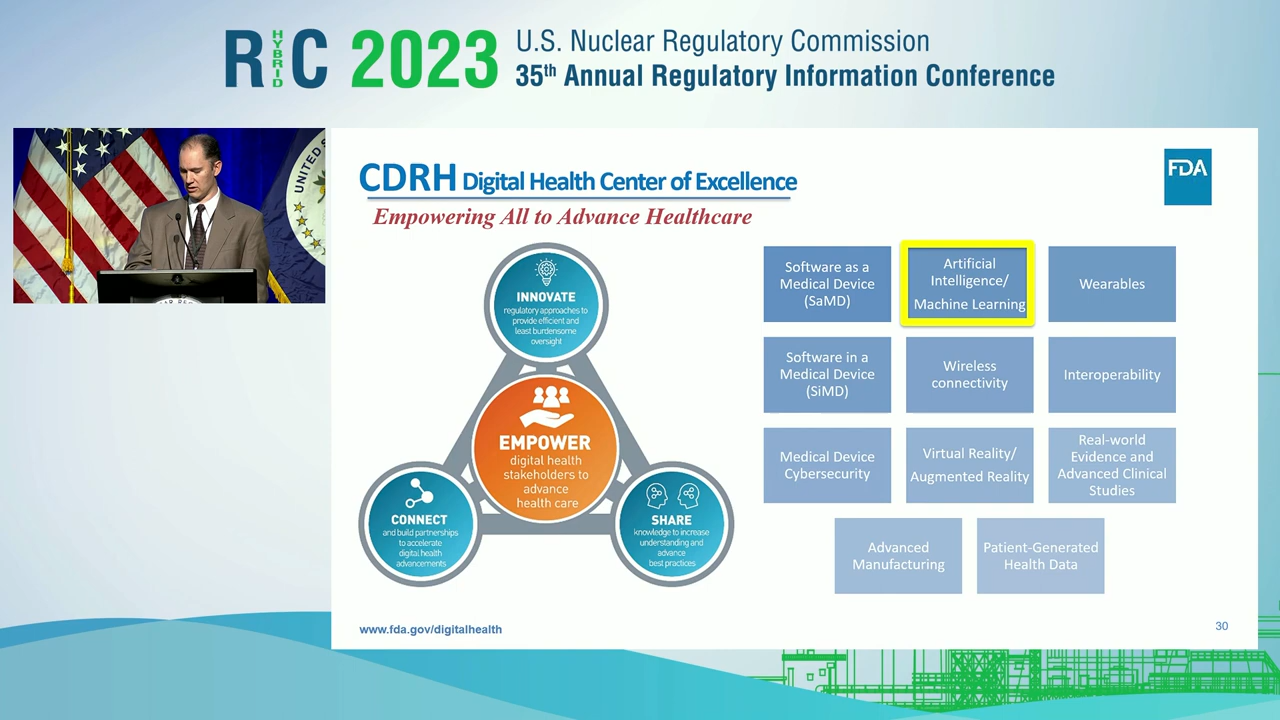 RIC 2023
HYBRID
U.S. Nuclear Regulatory Commission
35th Annual Regulatory Information Conference
UNITED S
CDRH Digital Health Center of Excellence
Empowering All to Advance Healthcare
FDA
INNOVATE
regulatory approaches to
provide efficient and
least burdensome
oversight
EMPOWER
digital health
stakeholders to
advance
health care
CONNECT
and build partnerships
to accelerate
digital health
advancements
SHARE
knowledge to increase
understanding and
advance
best practices
Software as a
Medical Device
(SaMD)
Artificial
Intelligence/
Machine Learning
Wearables
Software in a
Medical Device
(SiMD)
Wireless
connectivity
Interoperability
Medical Device
Cybersecurity
Virtual Reality/
Augmented Reality
Real-world
Evidence and
Advanced Clinical
Studies
Advanced
Manufacturing
Patient-Generated
Health Data
www.fda.gov/digitalhealth
30